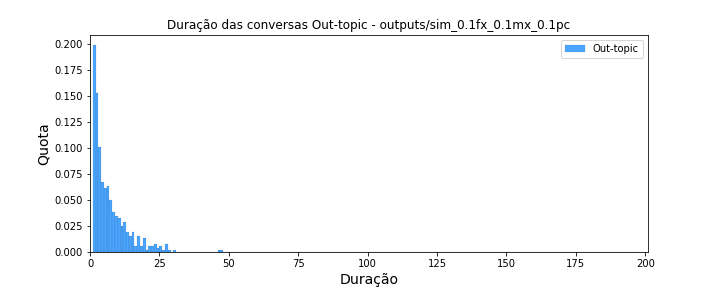 Duração das conversas Out-topic - outputs/sim_0.1fx_0.1mx_0.1pc
Out-topic
Quota
0.200
0.175
0.150
0.125
0.100
0.075
0.050
0.025
0.000
0 25 50 75 100 125 150 175 200
Duração